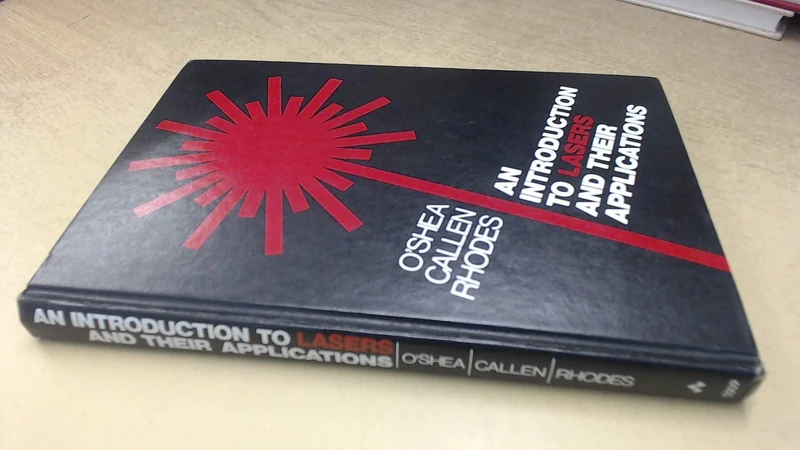 AN
INTRODUCTION
TO LASERS
AND THEIR
APPLICATIONS
O'SHEA
CALLEN
RHODES
AN INTRODUCTION TO LASERS
AND THEIR APPLICATIONS
O'SHEA
CALLEN
RHODES